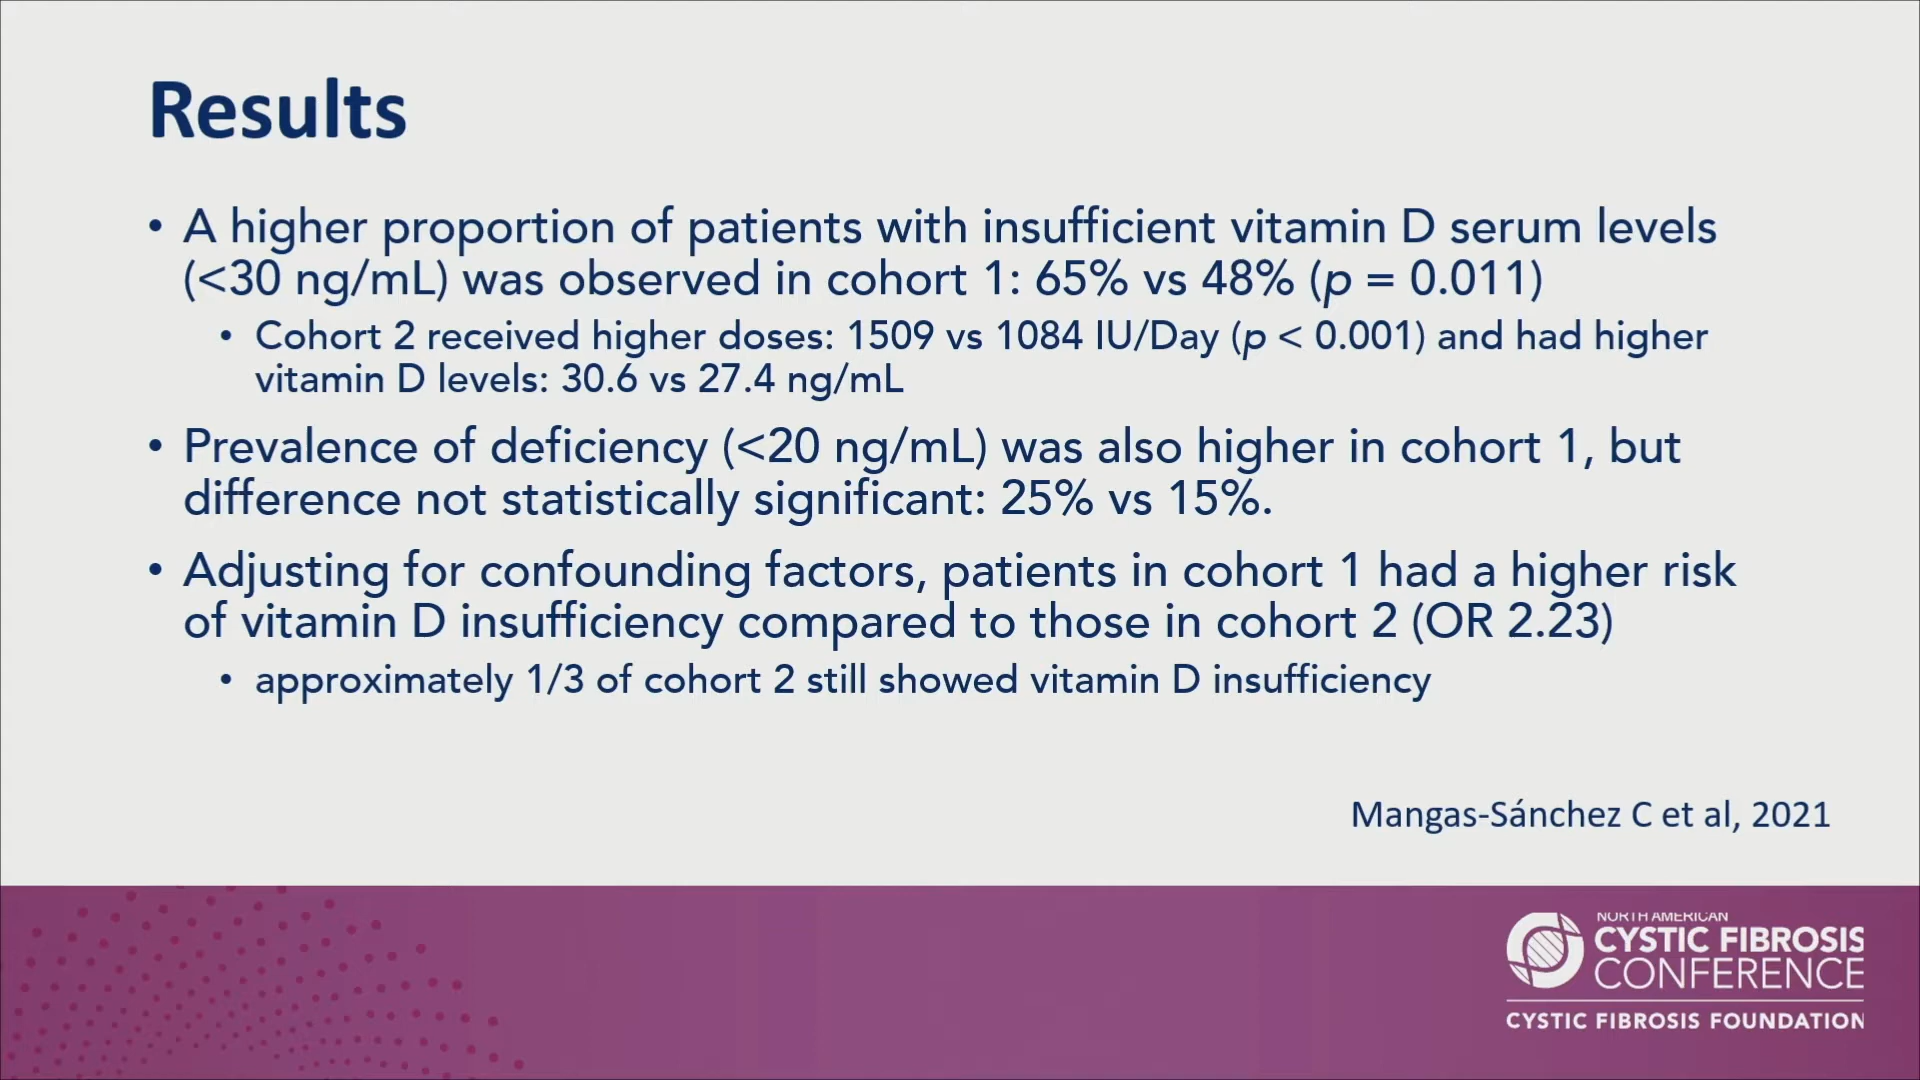 Results
• A higher proportion of patients with insufficient vitamin D serum levels
(<30 ng/mL) was observed in cohort 1: 65% vs 48% (p = 0.011)
• Cohort 2 received higher doses: 1509 vs 1084 IU/Day (p < 0.001) and had higher
vitamin D levels: 30.6 vs 27.4 ng/mL
• Prevalence of deficiency (<20 ng/mL) was also higher in cohort 1, but
difference not statistically significant: 25% vs 15%.
• Adjusting for confounding factors, patients in cohort 1 had a higher risk
of vitamin D insufficiency compared to those in cohort 2 (OR 2.23)
• approximately 1/3 of cohort 2 still showed vitamin D insufficiency
Mangas-Sánchez C et al, 2021
NORTH AMERICAN
CYSTIC FIBROSIS
CONFERENCE
CYSTIC FIBROSIS FOUNDATION